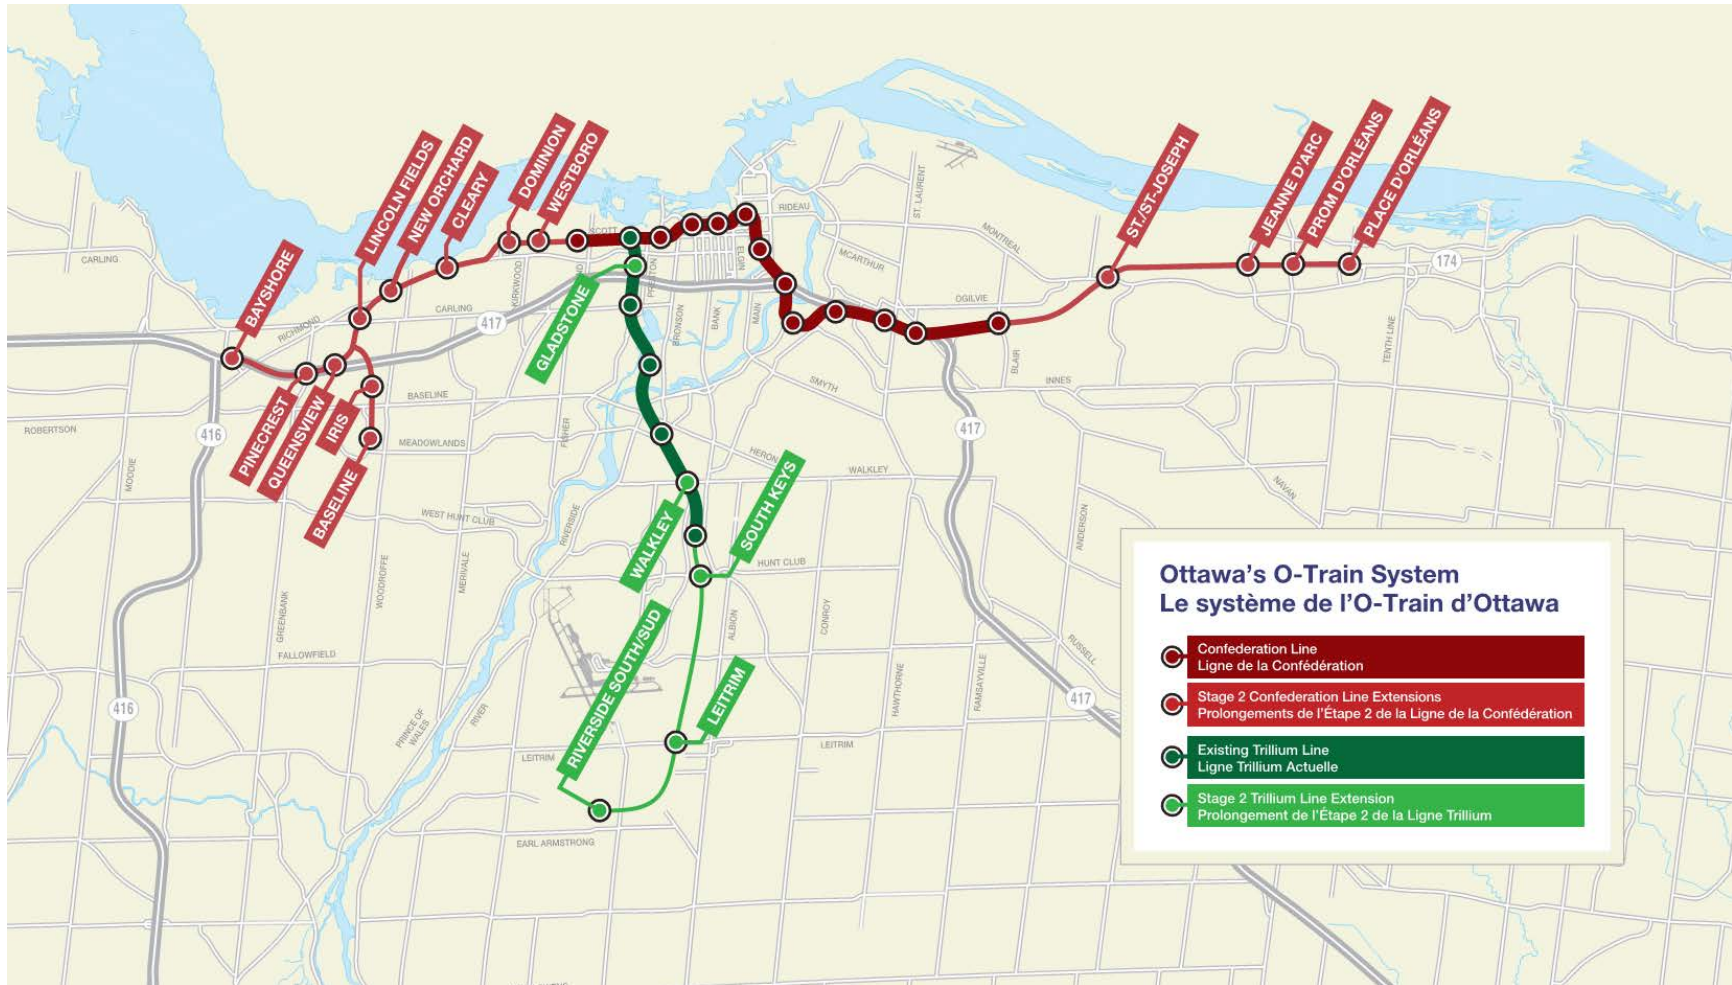 BAYSHORE
LINCOLN FIELDS
NEW ORCHARD
CLEARY
DOMINION
WESTBORO
ST./ST-JOSEPH
JEANNE D'ARC
PROM D'ORLÉANS
PLACE D'ORLÉANS
PINECREST
QUEENSVIEW
IRIS
BASELINE
GLADSTONE
WALKLEY
SOUTH KEYS
RIVERSIDE SOUTH/SUD
LEITRIM
CARLING
RICHMOND
CARLING
KIRKWOOD
SCOTT
PRESTON
BRONSON
BANK
ELGIN
MAIN
RIDEAU
ST. LAURENT
MCARTHUR
MONTREAL
OGILVIE
174
417
BLAIR
TENTH LINE
INNES
SMYTH
BASELINE
ROBERTSON
416
MEADOWLANDS
FISHER
HERON
WALKLEY
417
NAVAN
MOODIE
WEST HUNT CLUB
RIVERSIDE
HUNT CLUB
ANDERSON
GREENBANK
WOODROFFE
MERIVALE
ALBION
CONROY
FALLOWFIELD
HAWTHORNE
RAMSAYVILLE
RUSSELL
417
416
PRINCE OF
WALES
RIVER
LEITRIM
LEITRIM
EARL ARMSTRONG
Ottawa's O-Train System
Le système de l'O-Train d'Ottawa
Confederation Line
Ligne de la Confédération
Stage 2 Confederation Line Extensions
Prolongements de l'Étape 2 de la Ligne de la Confédération
Existing Trillium Line
Ligne Trillium Actuelle
Stage 2 Trillium Line Extension
Prolongement de l'Étape 2 de la Ligne Trillium